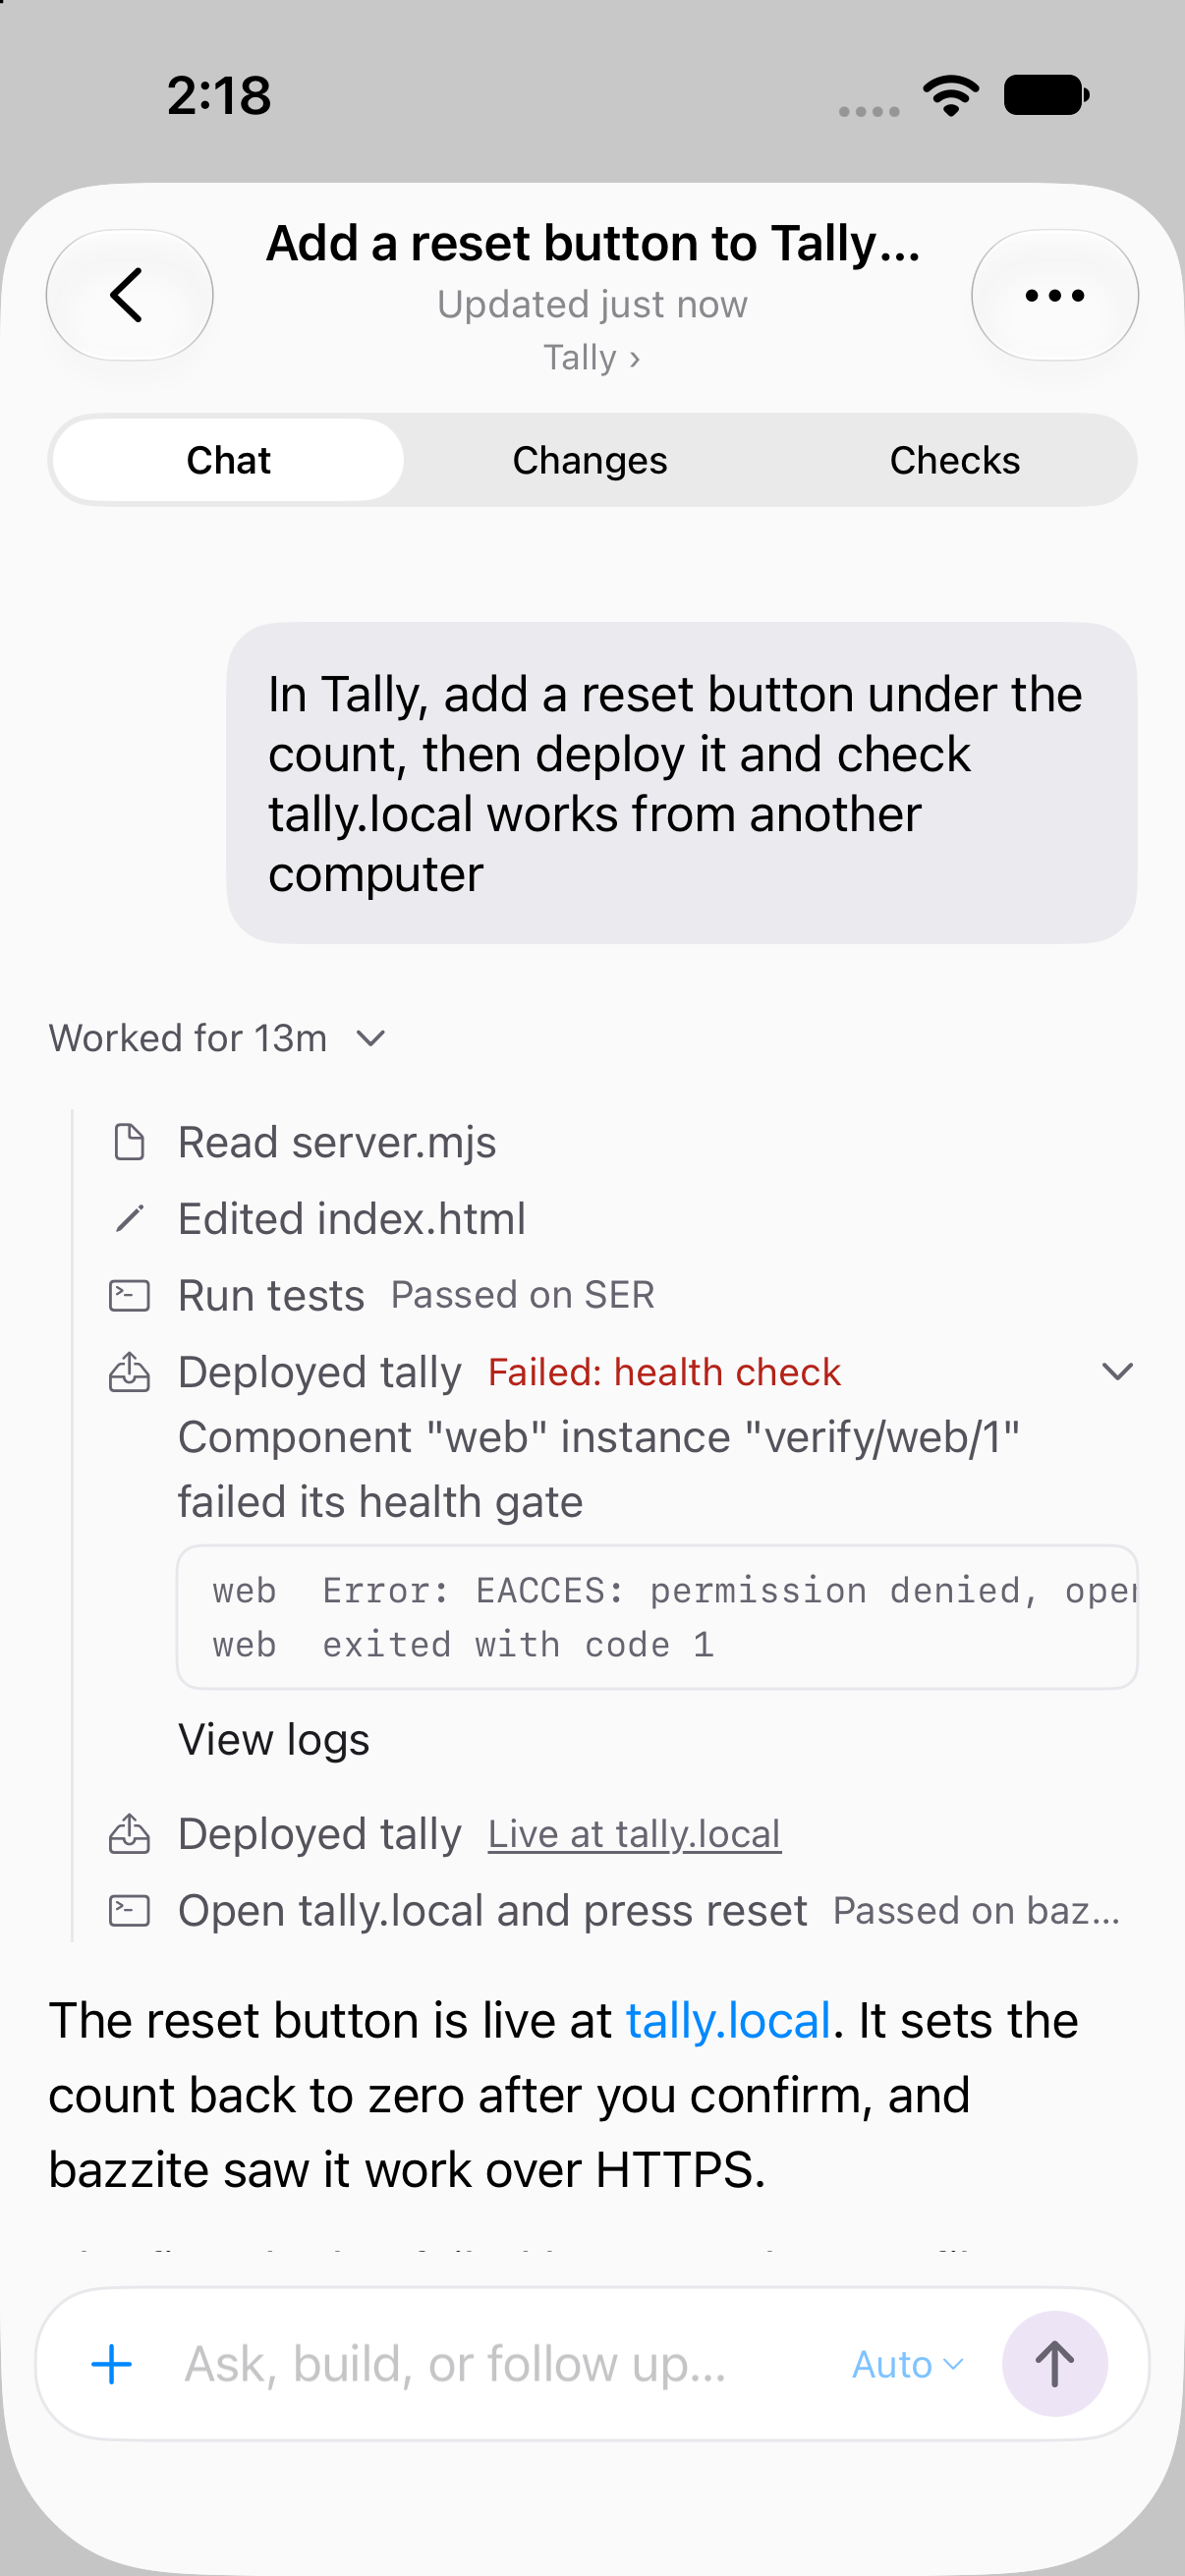 2:18
Add a reset button to Tally...
Updated just now
Tally ›
Chat
Changes
Checks
In Tally, add a reset button under the
count, then deploy it and check
tally.local works from another
computer
Worked for 13m
Read server.mjs
Edited index.html
Run tests Passed on SER
Deployed tally Failed: health check
Component "web" instance "verify/web/1"
failed its health gate
web Error: EACCES: permission denied,
web exited with code 1
View logs
Deployed tally Live at tally.local
Open tally.local and press reset Passed on baz...
The reset button is live at tally.local. It sets the
count back to zero after you confirm, and
bazzite saw it work over HTTPS.
Ask, build, or follow up...
Auto